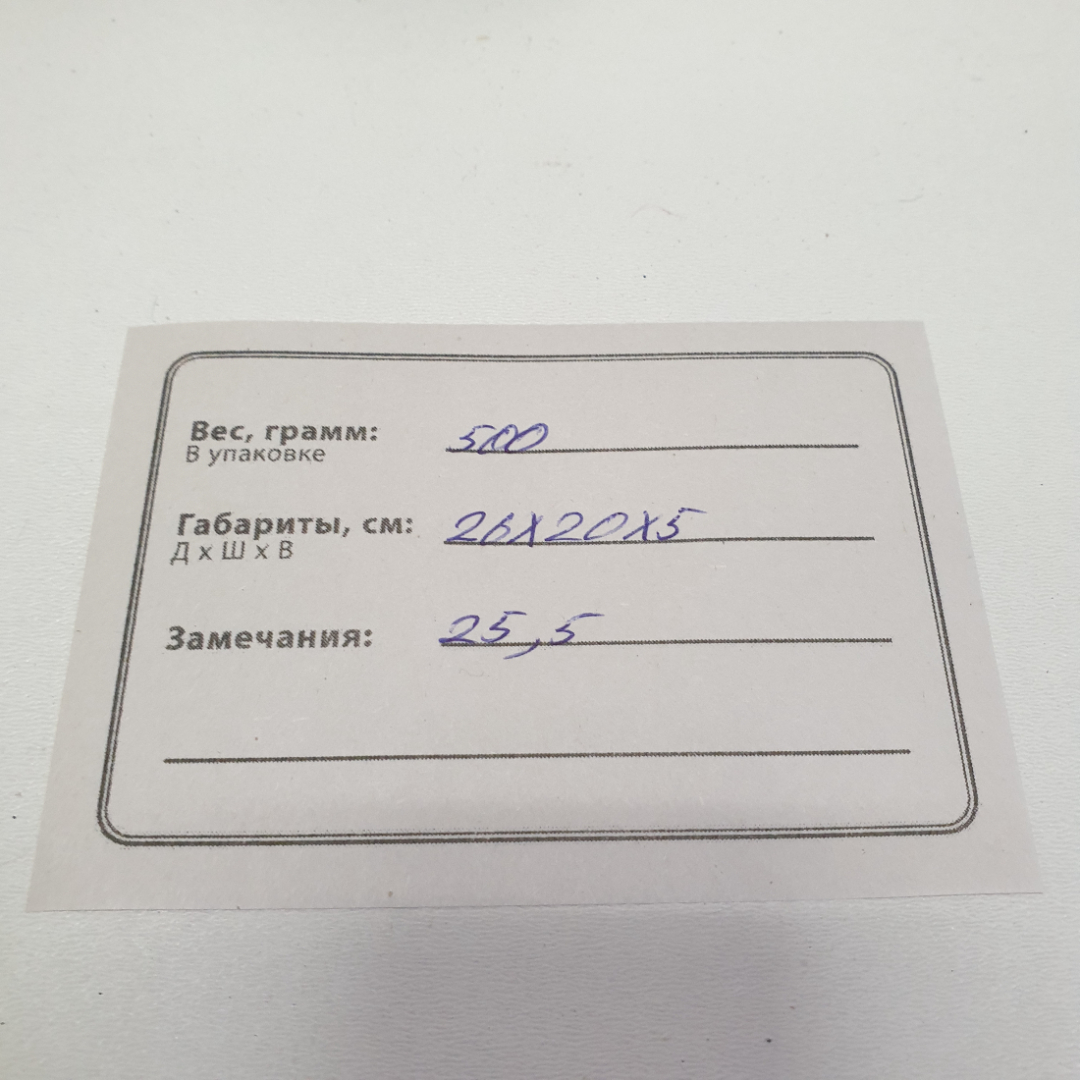 Вес, грамм: 500
В упаковке
Габариты, см: 26х20х5
Д х Ш х В
Замечания: 25,5